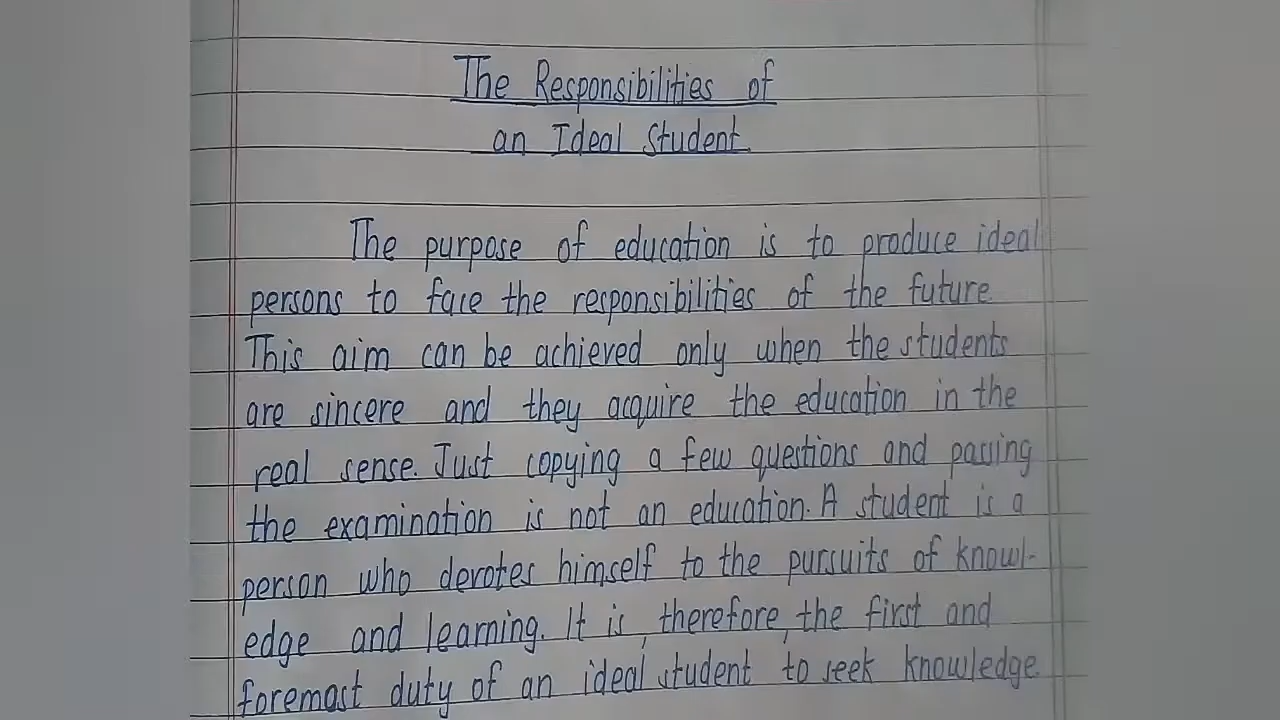 The Responsibilities of
an Ideal Student
The purpose of education is to produce ideal
persons to face the responsibilities of the future
This aim can be achieved only when the students
are sincere and they acquire the education in the
real sense. Just copying a few questions and passing
the examination is not an education. A student is a
person who devotes himself to the pursuits of knowl-
edge and learning. It is, therefore, the first and
foremost duty of an ideal student to seek knowledge.